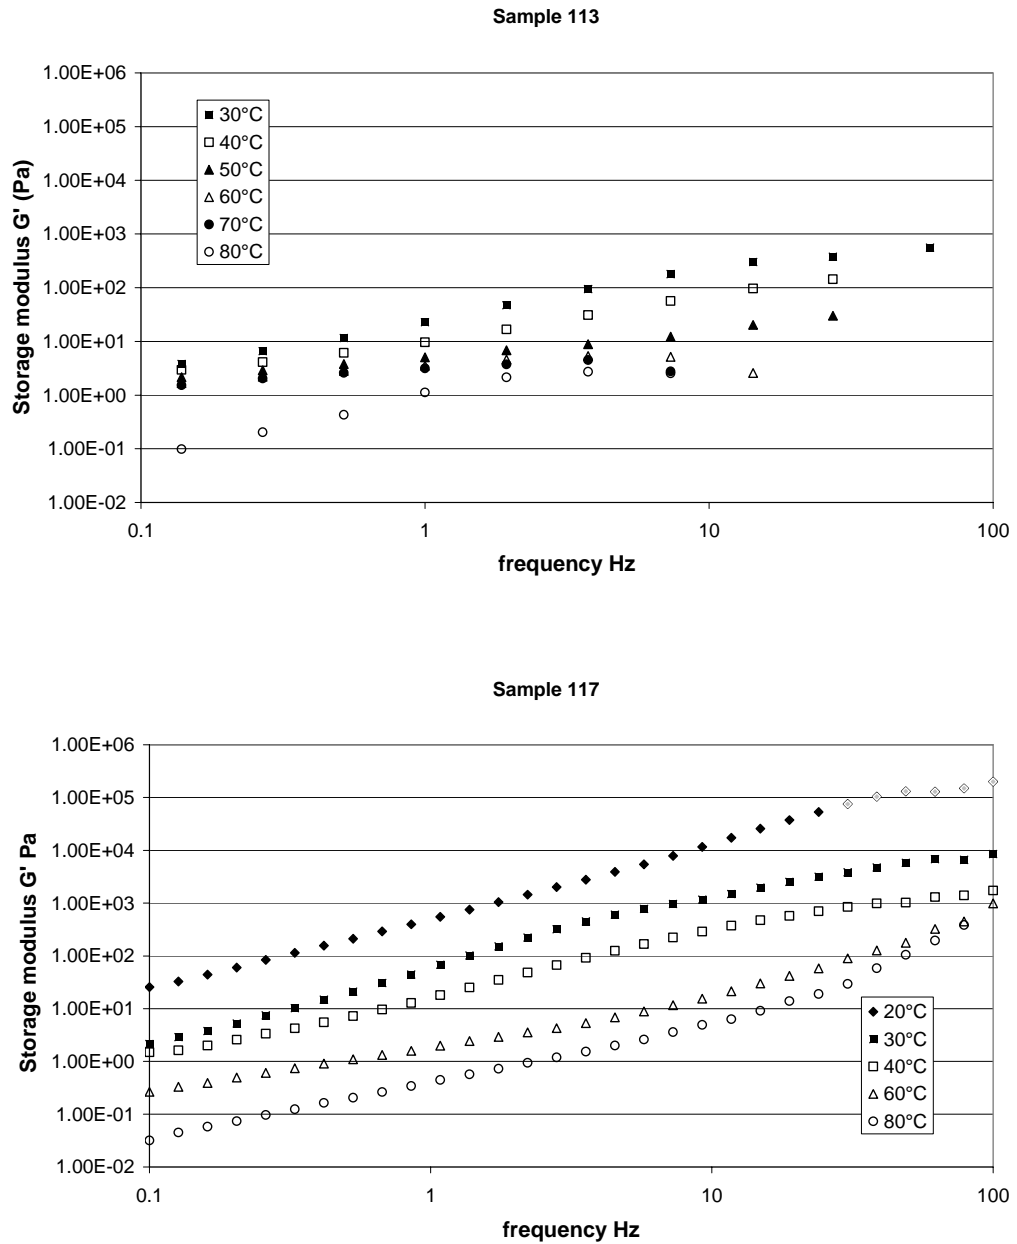 Sample 113
1.00E+06
1.00E+05
1.00E+04
1.00E+03
1.00E+02
1.00E+01
1.00E+00
1.00E-01
1.00E-02
Storage modulus G' (Pa)
30°C
40°C
50°C
60°C
70°C
80°C
0.1 1 10 100
frequency Hz
Sample 117
1.00E+06
1.00E+05
1.00E+04
1.00E+03
1.00E+02
1.00E+01
1.00E+00
1.00E-01
1.00E-02
Storage modulus G' Pa
20°C
30°C
40°C
60°C
80°C
0.1 1 10 100
frequency Hz